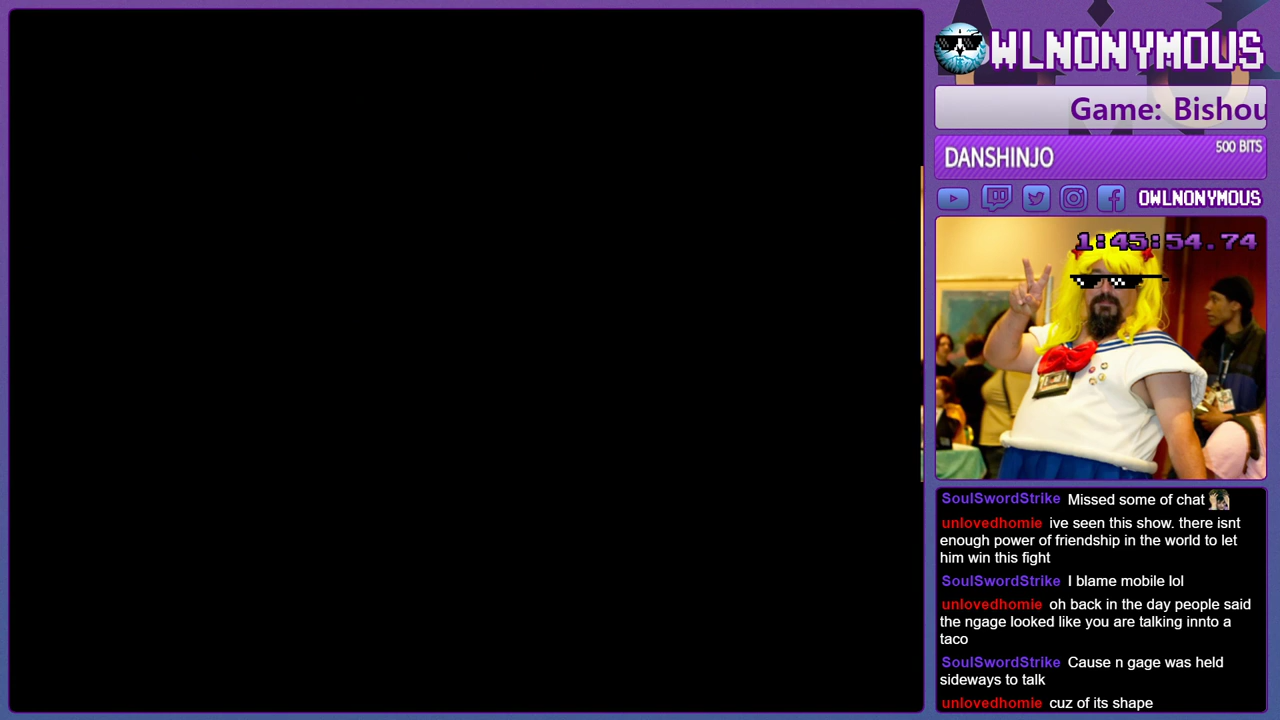 OWLNONYMOUS
Game: Bishou
DANSHINJO
500 BITS
OWLNONYMOUS
1:45:54.74
SoulSwordStrike Missed some of chat
unlovedhomie ive seen this show. there isnt
enough power of friendship in the world to let
him win this fight
SoulSwordStrike I blame mobile lol
unlovedhomie oh back in the day people said
the ngage looked like you are talking innto a
taco
SoulSwordStrike Cause n gage was held
sideways to talk
unlovedhomie cuz of its shape